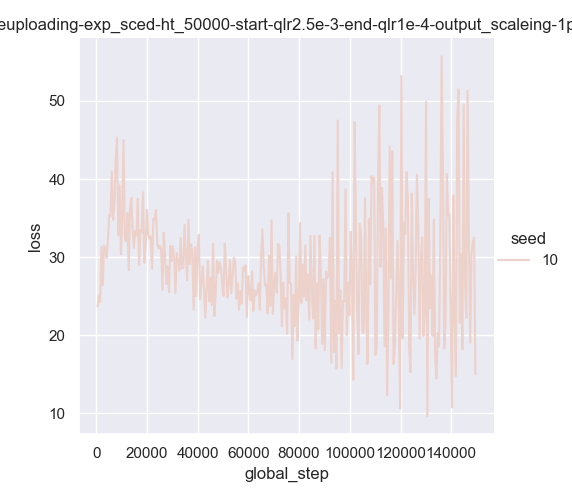 euploading-exp_sced-ht_50000-start-qlr2.5e-3-end-qlr1e-4-output_scaleing-1p
50
40
30
20
10
loss
seed
10
0 20000 40000 60000 80000 100000 120000 140000
global_step